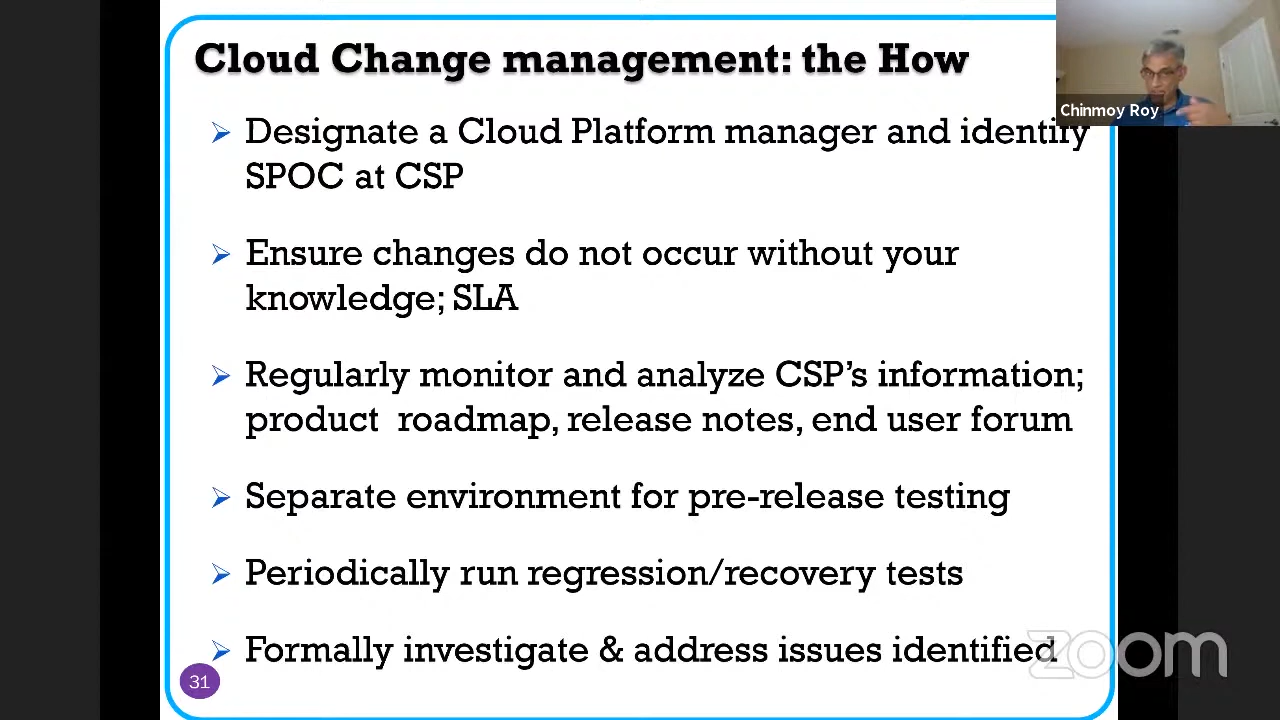 Cloud Change management: the How
Chinmoy Roy
Designate a Cloud Platform manager and identify
SPOC at CSP
Ensure changes do not occur without your
knowledge; SLA
Regularly monitor and analyze CSP’s information;
product roadmap, release notes, end user forum
Separate environment for pre-release testing
Periodically run regression/recovery tests
Formally investigate & address issues identified
31
zoom